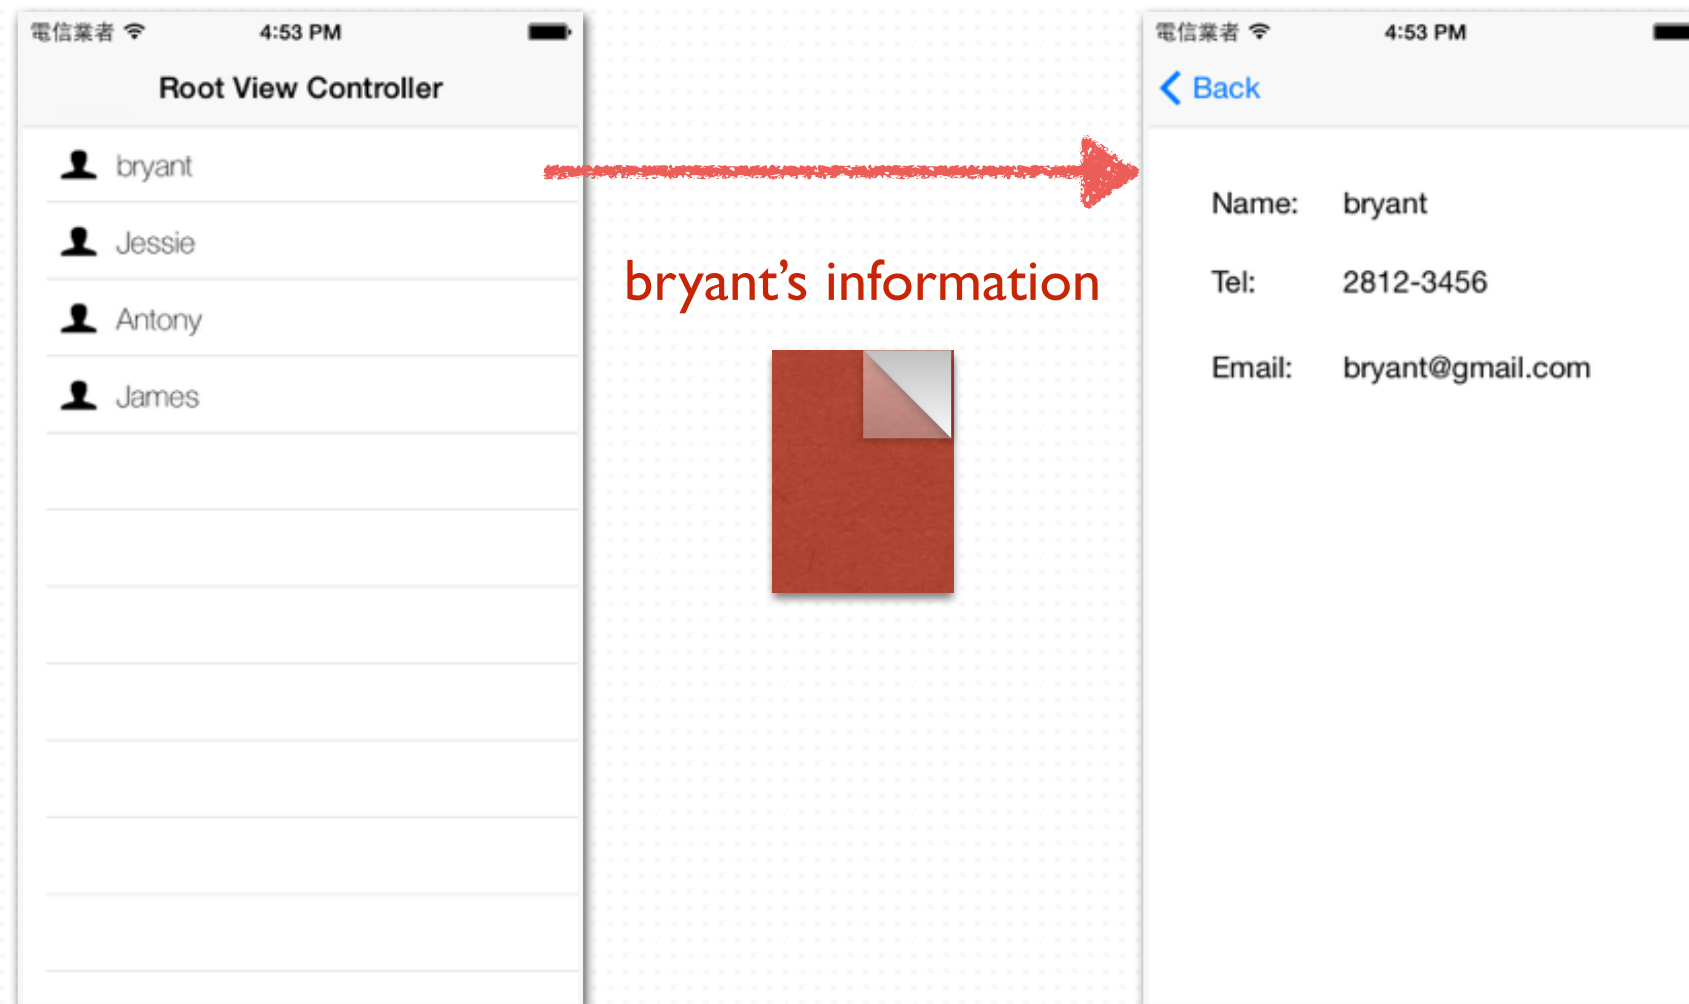 電信業者 4:53 PM
Root View Controller
bryant
Jessie
Antony
James
bryant’s information
電信業者 4:53 PM
Back
Name: bryant
Tel: 2812-3456
Email: bryant@gmail.com